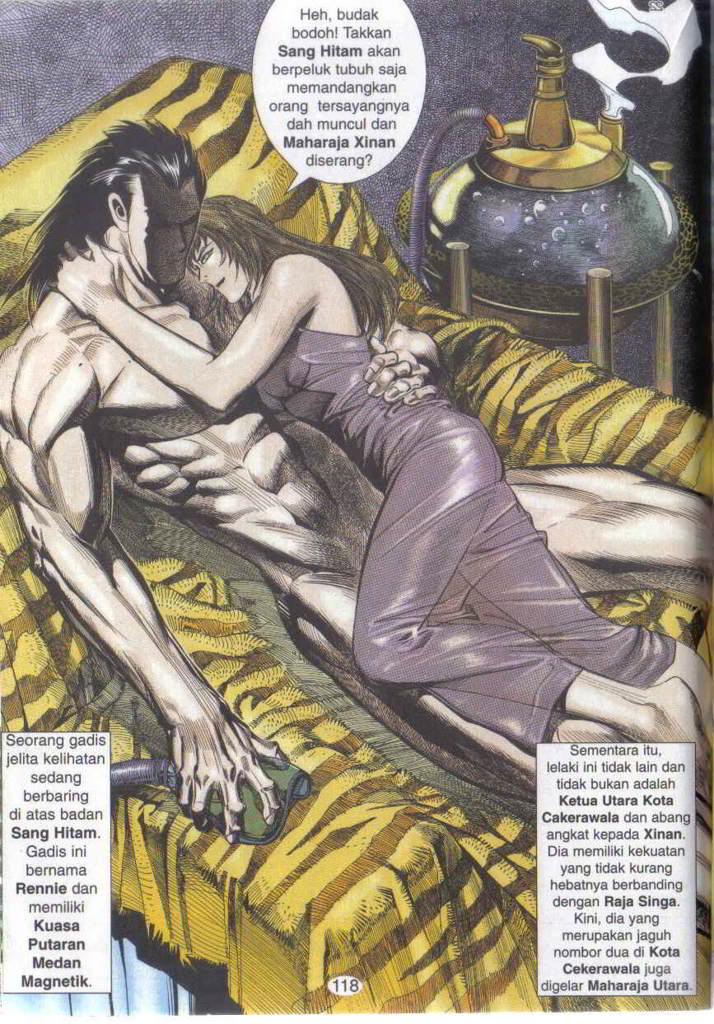 Heh, budak
bodoh! Takkan
Sang Hitam akan
berpeluk tubuh saja
memandangkan
orang tersayangnya
dah muncul dan
Maharaja Xinan
diserang?
Seorang gadis
jelita kelihatan
sedang
berbaring
di atas badan
Sang Hitam.
Gadis ini
bernama
Rennie dan
memiliki
Kuasa
Putaran
Medan
Magnetik.
Sementara itu,
lelaki ini tidak lain dan
tidak bukan adalah
Ketua Utara Kota
Cakerawala dan abang
angkat kepada Xinan.
Dia memiliki kekuatan
yang tidak kurang
hebatnya berbanding
dengan Raja Singa.
Kini, dia yang
merupakan jaguh
nombor dua di Kota
Cekerawala juga
digelar Maharaja Utara.
118